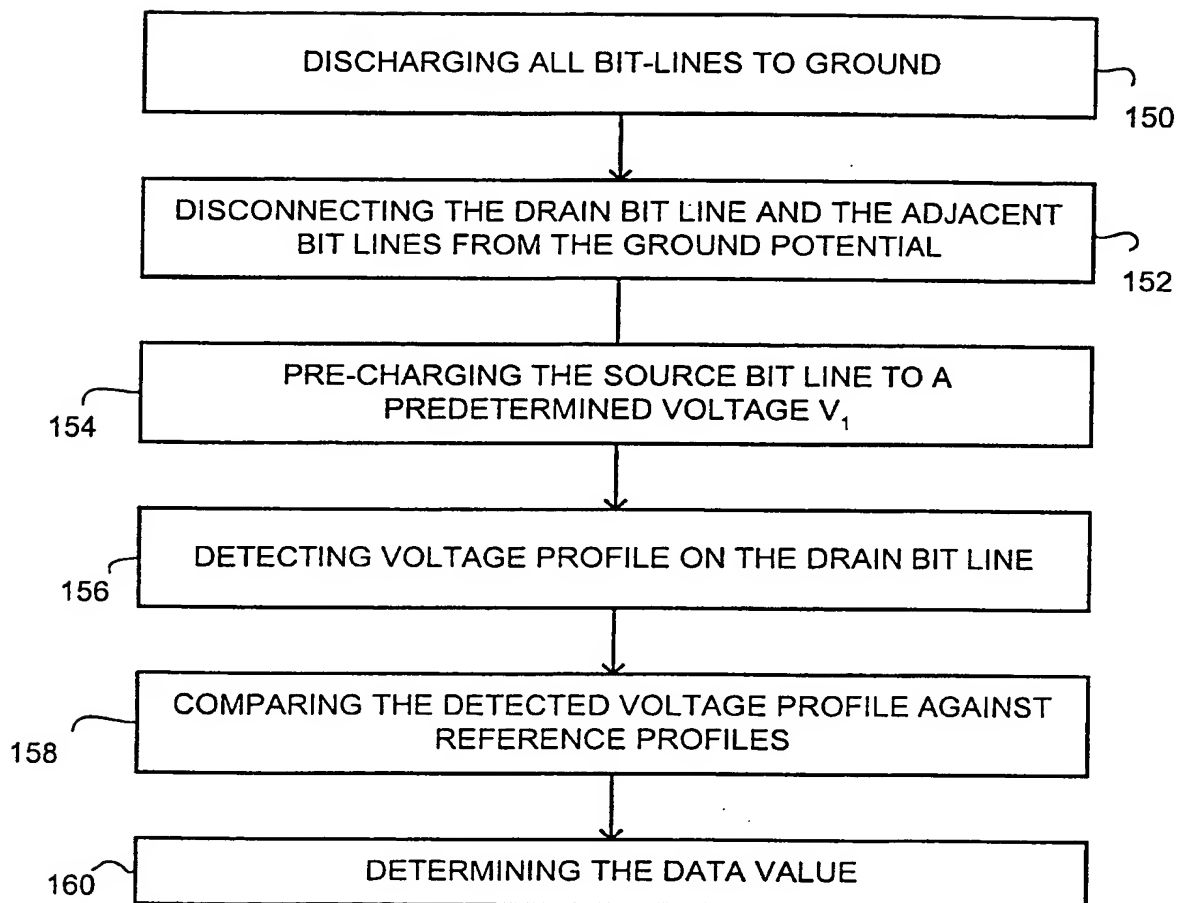 DISCHARGING ALL BIT-LINES TO GROUND
150
DISCONNECTING THE DRAIN BIT LINE AND THE ADJACENT
BIT LINES FROM THE GROUND POTENTIAL
152
PRE-CHARGING THE SOURCE BIT LINE TO A
PREDETERMINED VOLTAGE V₁
154
DETECTING VOLTAGE PROFILE ON THE DRAIN BIT LINE
156
COMPARING THE DETECTED VOLTAGE PROFILE AGAINST
REFERENCE PROFILES
158
DETERMINING THE DATA VALUE
160